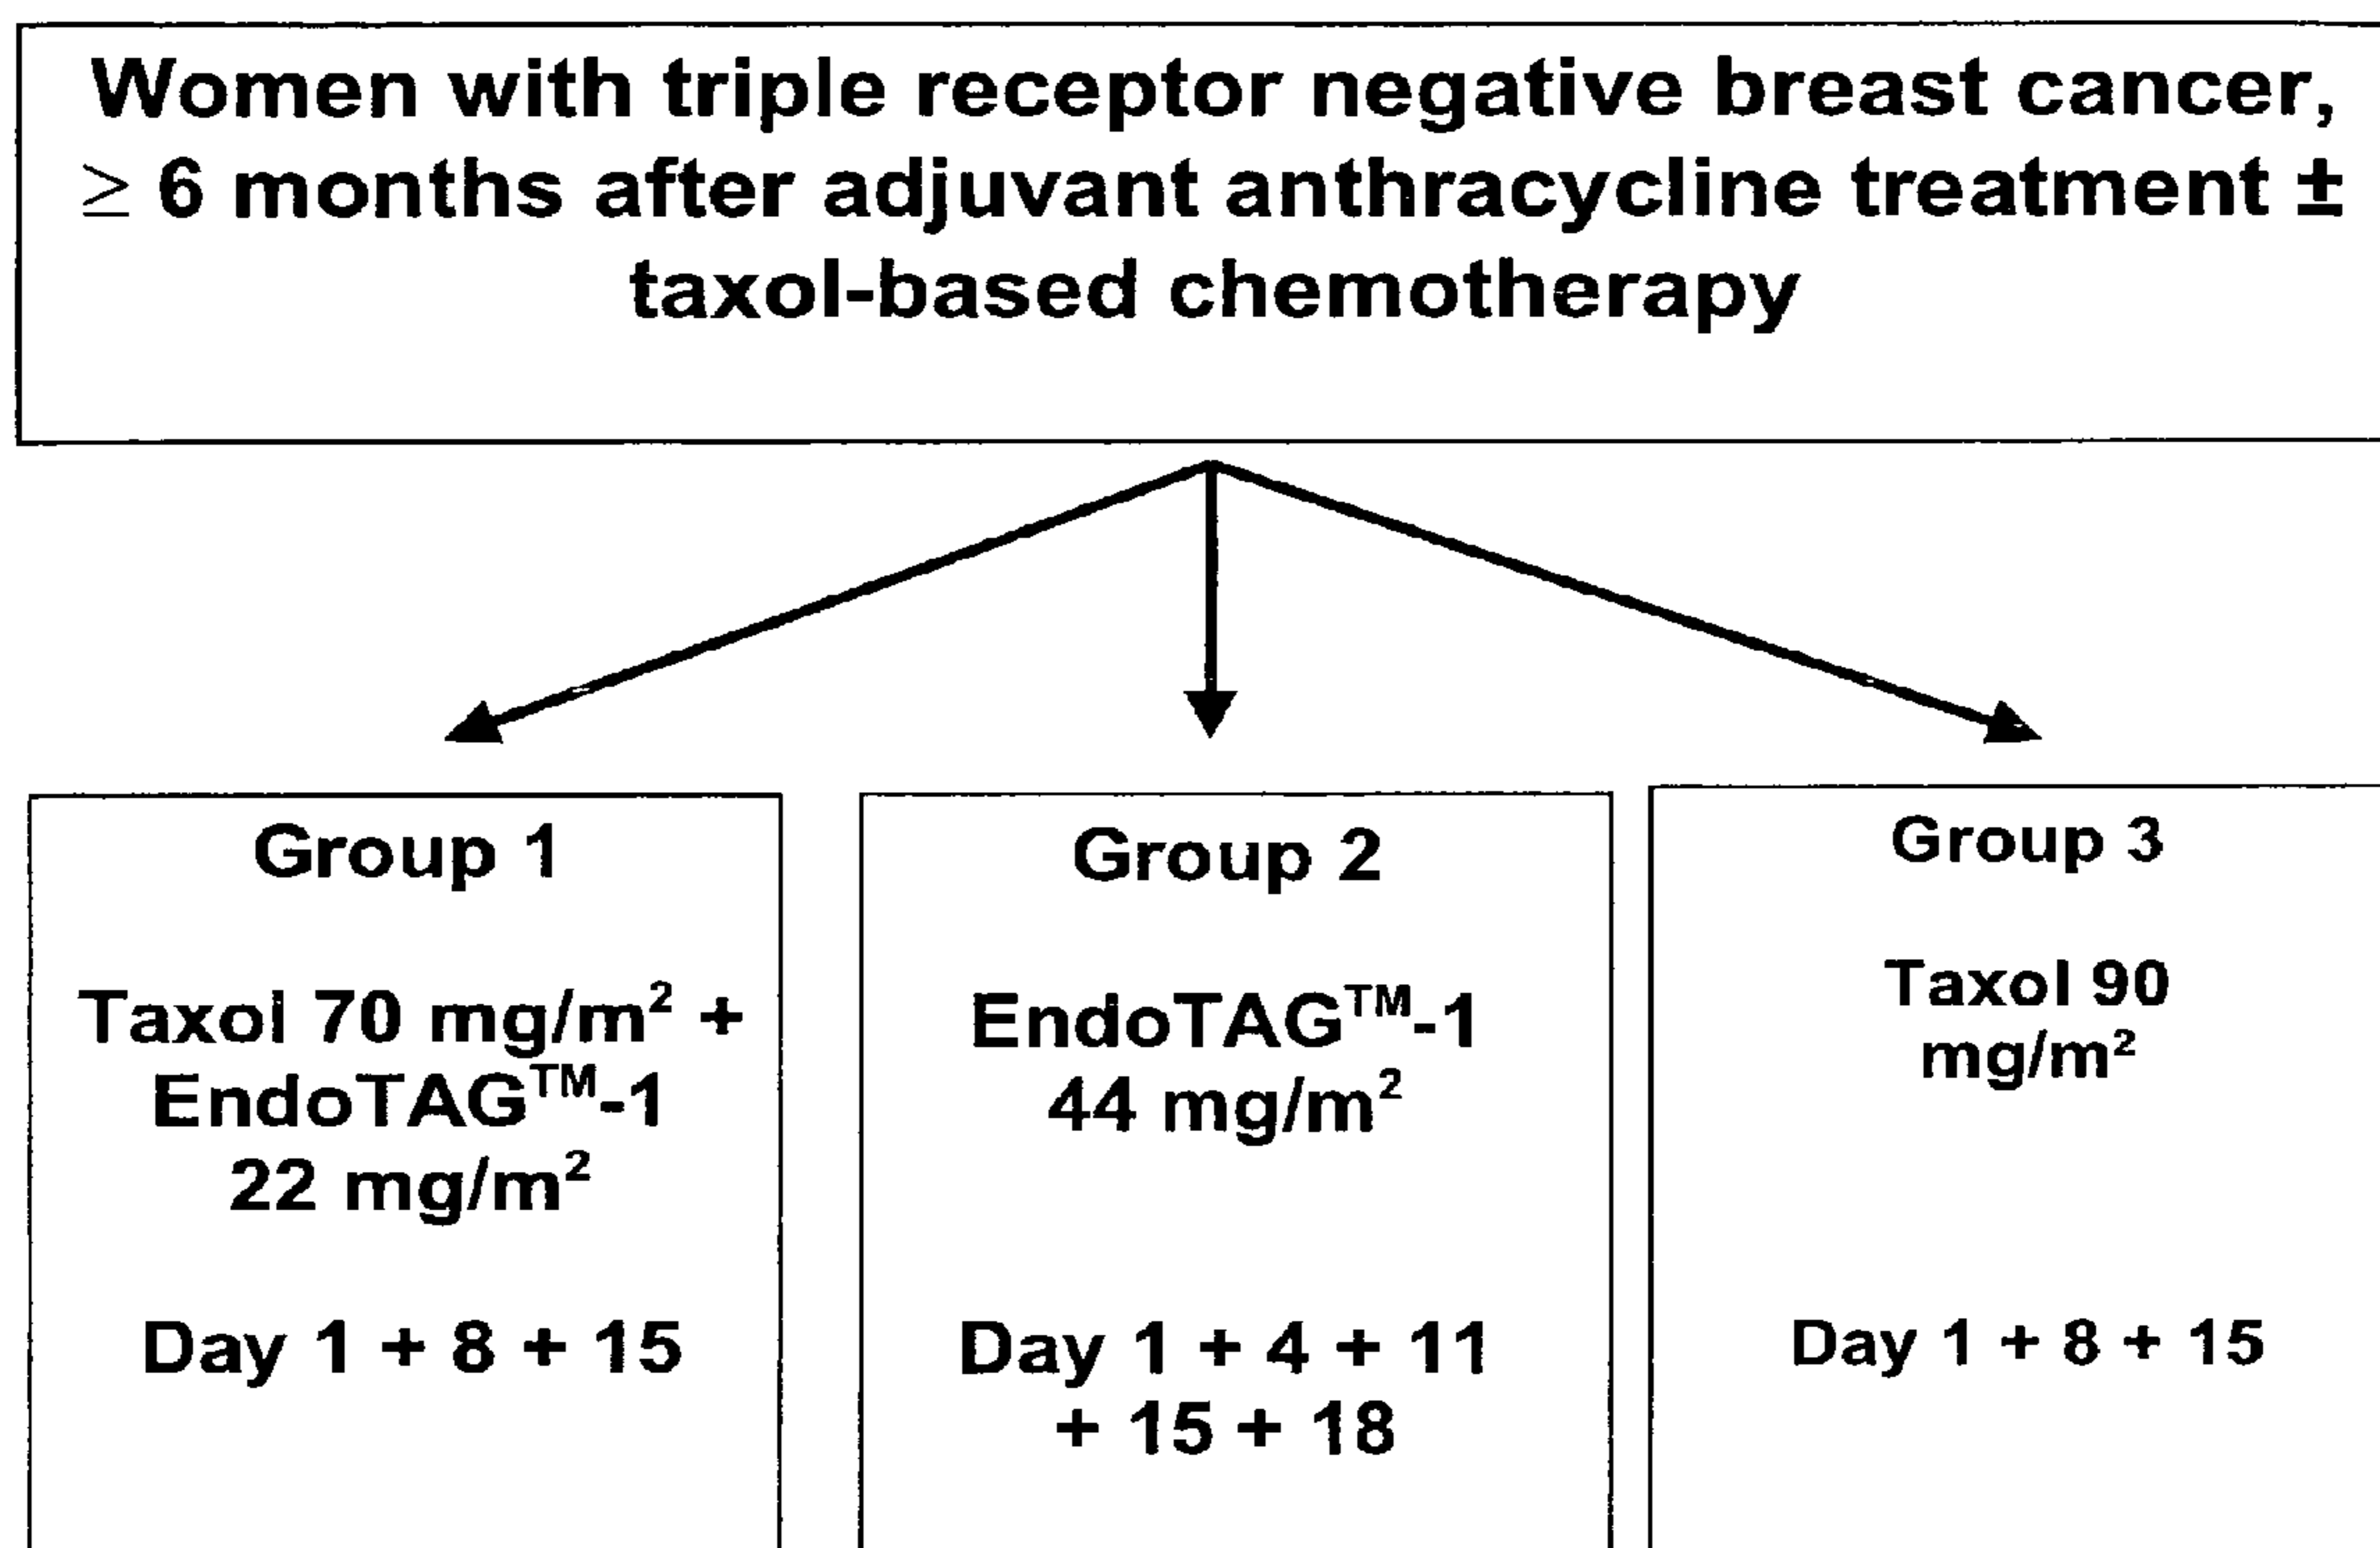 Women with triple receptor negative breast cancer,
≥ 6 months after adjuvant anthracycline treatment ±
taxol-based chemotherapy
Group 1
Taxol 70 mg/m² +
EndoTAG™-1
22 mg/m²
Day 1 + 8 + 15
Group 2
EndoTAG™-1
44 mg/m²
Day 1 + 4 + 11
+ 15 + 18
Group 3
Taxol 90
mg/m²
Day 1 + 8 + 15